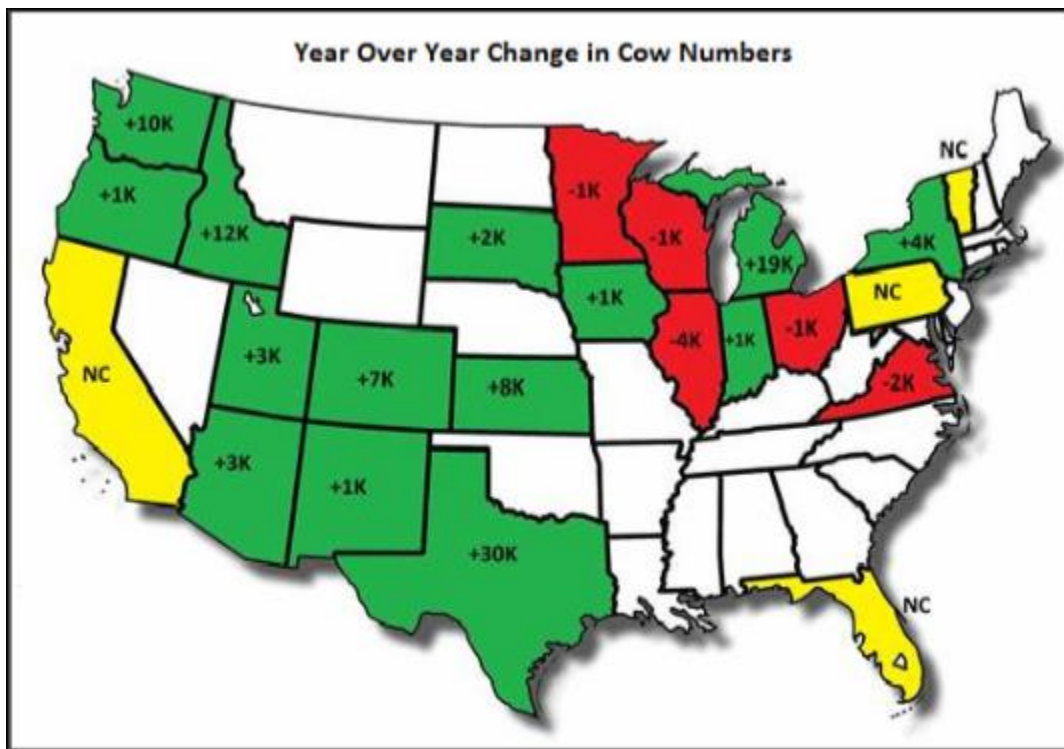 Year Over Year Change in Cow Numbers
+10K
+1K
+12K
NC
+3K
+7K
+3K
+1K
+30K
+2K
+8K
-1K
+1K
-1K
-4K
+19K
+1K
-1K
NC
+4K
NC
-2K
NC